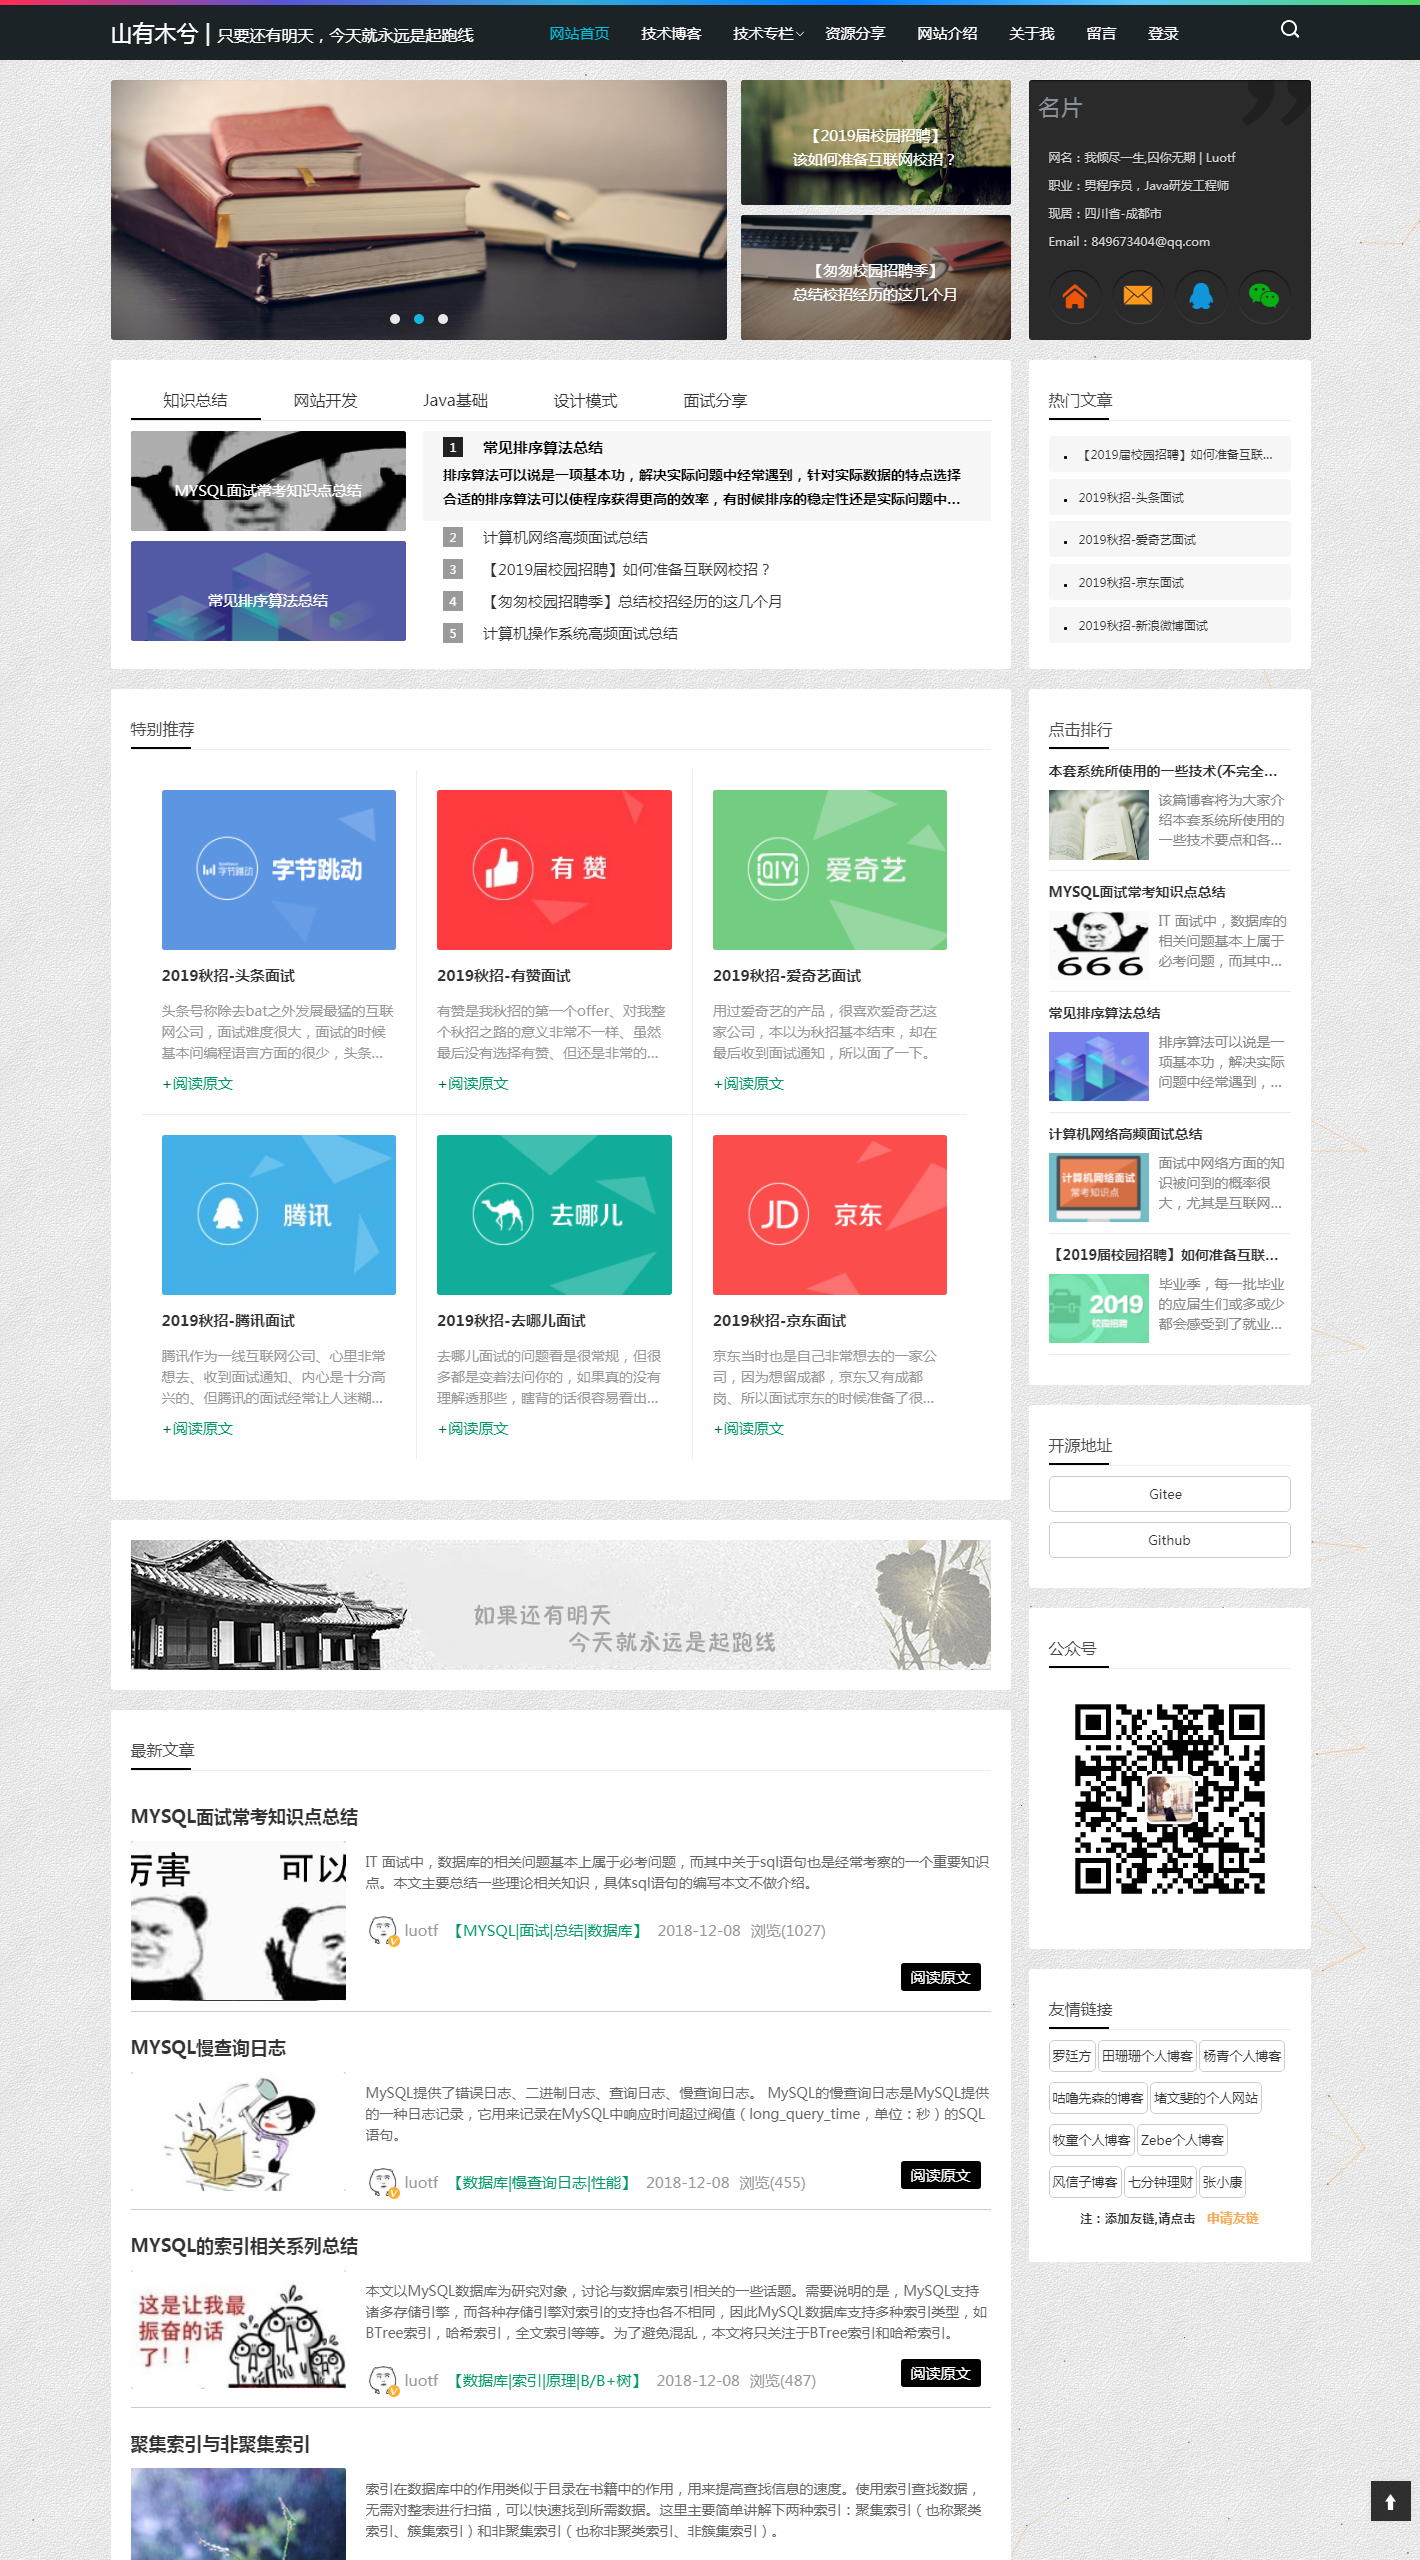 山有木兮 | 只要还有明天，今天就永远是起跑线
网站首页 技术博客 技术专栏 资源分享 网站介绍 关于我 留言 登录
【2019届校园招聘】
该如何准备互联网校招？
【匆匆校园招聘季】
总结校招经历的这几个月
名片
网名：我倾尽一生,囚你无期 | Luotf
职业：男程序员，Java研发工程师
现居：四川省-成都市
Email：849673404@qq.com
知识总结 网站开发 Java基础 设计模式 面试分享
MYSQL面试常考知识点总结
常见排序算法总结
1 常见排序算法总结
排序算法可以说是一项基本功，解决实际问题中经常遇到，针对实际数据的特点选择
合适的排序算法可以使程序获得更高的效率，有时候排序的稳定性还是实际问题中...
2 计算机网络高频面试总结
3 【2019届校园招聘】如何准备互联网校招？
4 【匆匆校园招聘季】总结校招经历的这几个月
5 计算机操作系统高频面试总结
热门文章
【2019届校园招聘】如何准备互联...
2019秋招-头条面试
2019秋招-爱奇艺面试
2019秋招-京东面试
2019秋招-新浪微博面试
特别推荐
字节跳动 字节跳动
有赞
iQIYI 爱奇艺
2019秋招-头条面试
头条号称除去bat之外发展最猛的互联
网公司，面试难度很大，面试的时候
基本问编程语言方面的很少，头条...
+阅读原文
2019秋招-有赞面试
有赞是我秋招的第一个offer、对我整
个秋招之路的意义非常不一样、虽然
最后没有选择有赞、但还是非常的...
+阅读原文
2019秋招-爱奇艺面试
用过爱奇艺的产品，很喜欢爱奇艺这
家公司，本以为秋招基本结束，却在
最后收到面试通知，所以面了一下。
+阅读原文
腾讯
去哪儿
JD 京东
2019秋招-腾讯面试
腾讯作为一线互联网公司、心里非常
想去、收到面试通知、内心是十分高
兴的、但腾讯的面试经常让人迷糊...
+阅读原文
2019秋招-去哪儿面试
去哪儿面试的问题看是很常规，但很
多都是变着法问你的，如果真的没有
理解透那些，瞎背的话很容易看出...
+阅读原文
2019秋招-京东面试
京东当时也是自己非常想去的一家公
司，因为想留成都，京东又有成都
岗、所以面试京东的时候准备了很...
+阅读原文
点击排行
本套系统所使用的一些技术(不完全...
该篇博客将为大家介
绍本套系统所使用的
一些技术要点和各...
MYSQL面试常考知识点总结
666
IT 面试中，数据库的
相关问题基本上属于
必考问题，而其中...
常见排序算法总结
排序算法可以说是一
项基本功，解决实际
问题中经常遇到，...
计算机网络高频面试总结
计算机网络面试
常考知识点
面试中网络方面的知
识被问到的概率很
大，尤其是互联网...
【2019届校园招聘】如何准备互联...
2019
校园招聘
毕业季，每一批毕业
的应届生们或多或少
都会感受到了就业...
开源地址
Gitee
Github
如果还有明天
今天就永远是起跑线
公众号
最新文章
MYSQL面试常考知识点总结
厉害 可以
IT 面试中，数据库的相关问题基本上属于必考问题，而其中关于sql语句也是经常考察的一个重要知识
点。本文主要总结一些理论相关知识，具体sql语句的编写本文不做介绍。
luotf 【MYSQL|面试|总结|数据库】 2018-12-08 浏览(1027)
阅读原文
MYSQL慢查询日志
MySQL提供了错误日志、二进制日志、查询日志、慢查询日志。 MySQL的慢查询日志是MySQL提供
的一种日志记录，它用来记录在MySQL中响应时间超过阀值（long_query_time，单位：秒）的SQL
语句。
luotf 【数据库|慢查询日志|性能】 2018-12-08 浏览(455)
阅读原文
MYSQL的索引相关系列总结
这是让我最
振奋的话
了！！
本文以MySQL数据库为研究对象，讨论与数据库索引相关的一些话题。需要说明的是，MySQL支持
诸多存储引擎，而各种存储引擎对索引的支持也各不相同，因此MySQL数据库支持多种索引类型，如
BTree索引，哈希索引，全文索引等等。为了避免混乱，本文将只关注于BTree索引和哈希索引。
luotf 【数据库|索引|原理|B/B+树】 2018-12-08 浏览(487)
阅读原文
聚集索引与非聚集索引
索引在数据库中的作用类似于目录在书籍中的作用，用来提高查找信息的速度。使用索引查找数据，
无需对整表进行扫描，可以快速找到所需数据。这里主要简单讲解下两种索引：聚集索引（也称聚类
索引、簇集索引）和非聚集索引（也称非聚类索引、非簇集索引）。
友情链接
罗廷方 田珊珊个人博客 杨青个人博客
咕噜先森的博客 堵文斐的个人网站
牧童个人博客 Zebe个人博客
风信子博客 七分钟理财 张小康
注：添加友链,请点击 申请友链